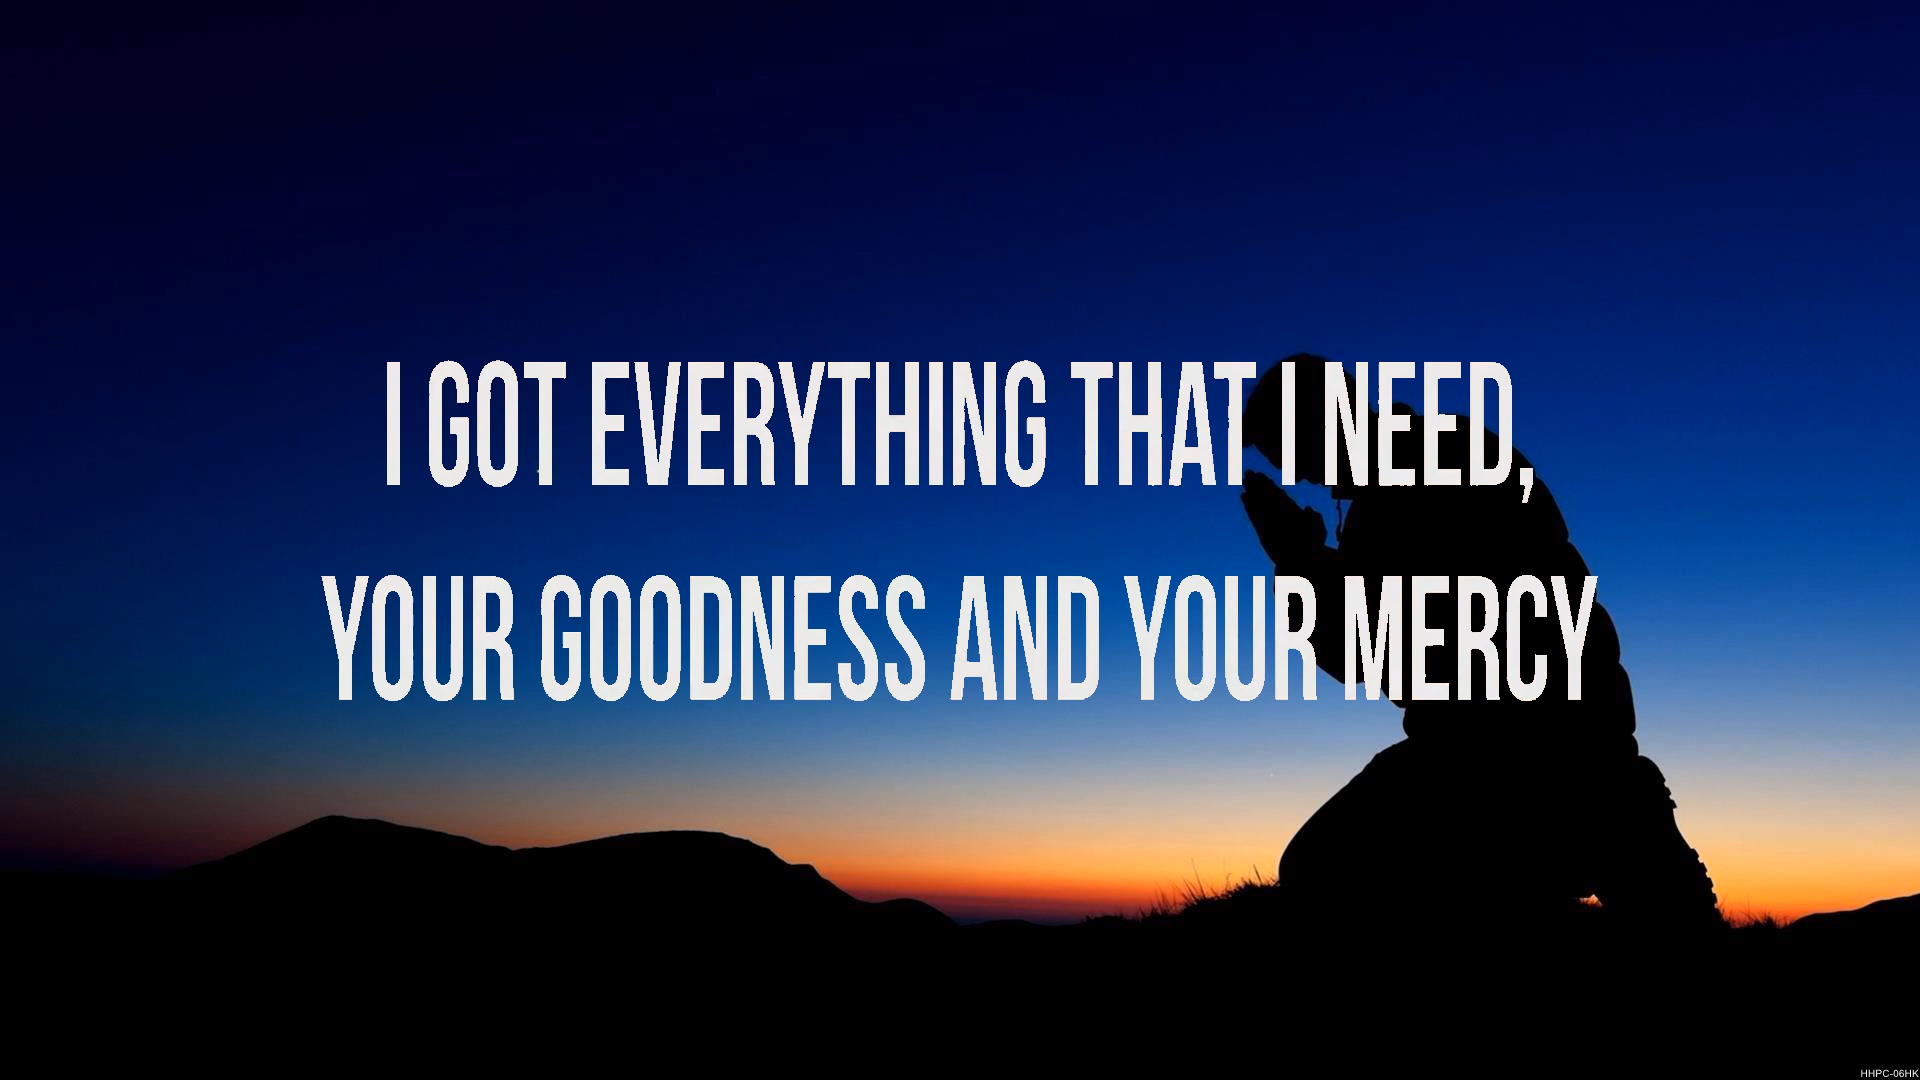 I GOT EVERYTHING THAT I NEED,
YOUR GOODNESS AND YOUR MERCY
HHPC-06HK